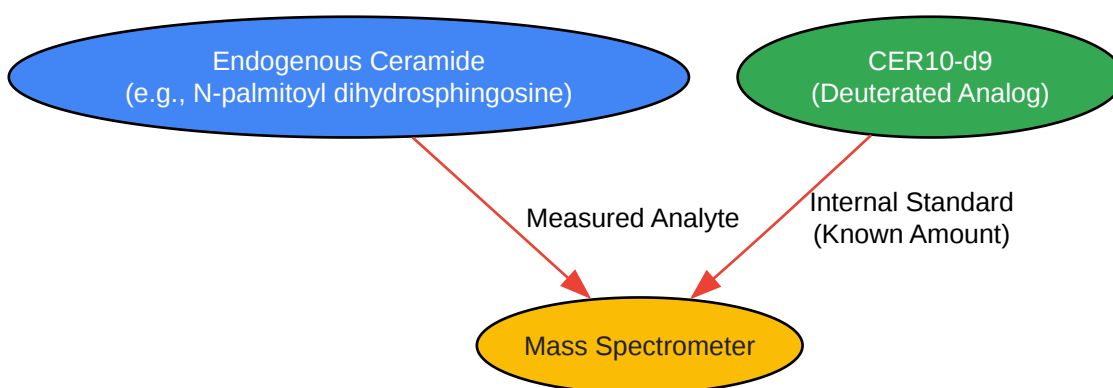 Endogenous Ceramide
(e.g., N-palmitoyl dihydrosphingosine)
CER10-d9
(Deuterated Analog)
Measured Analyte
Internal Standard
(Known Amount)
Mass Spectrometer